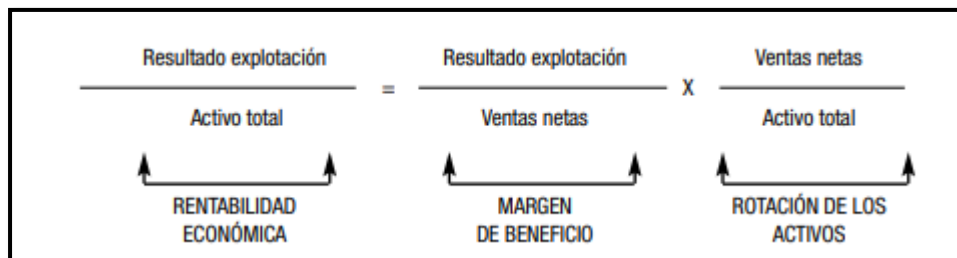 Resultado explotación
Activo total
=
Resultado explotación
Ventas netas
X
Ventas netas
Activo total
RENTABILIDAD
ECONÓMICA
MARGEN
DE BENEFICIO
ROTACIÓN DE LOS
ACTIVOS